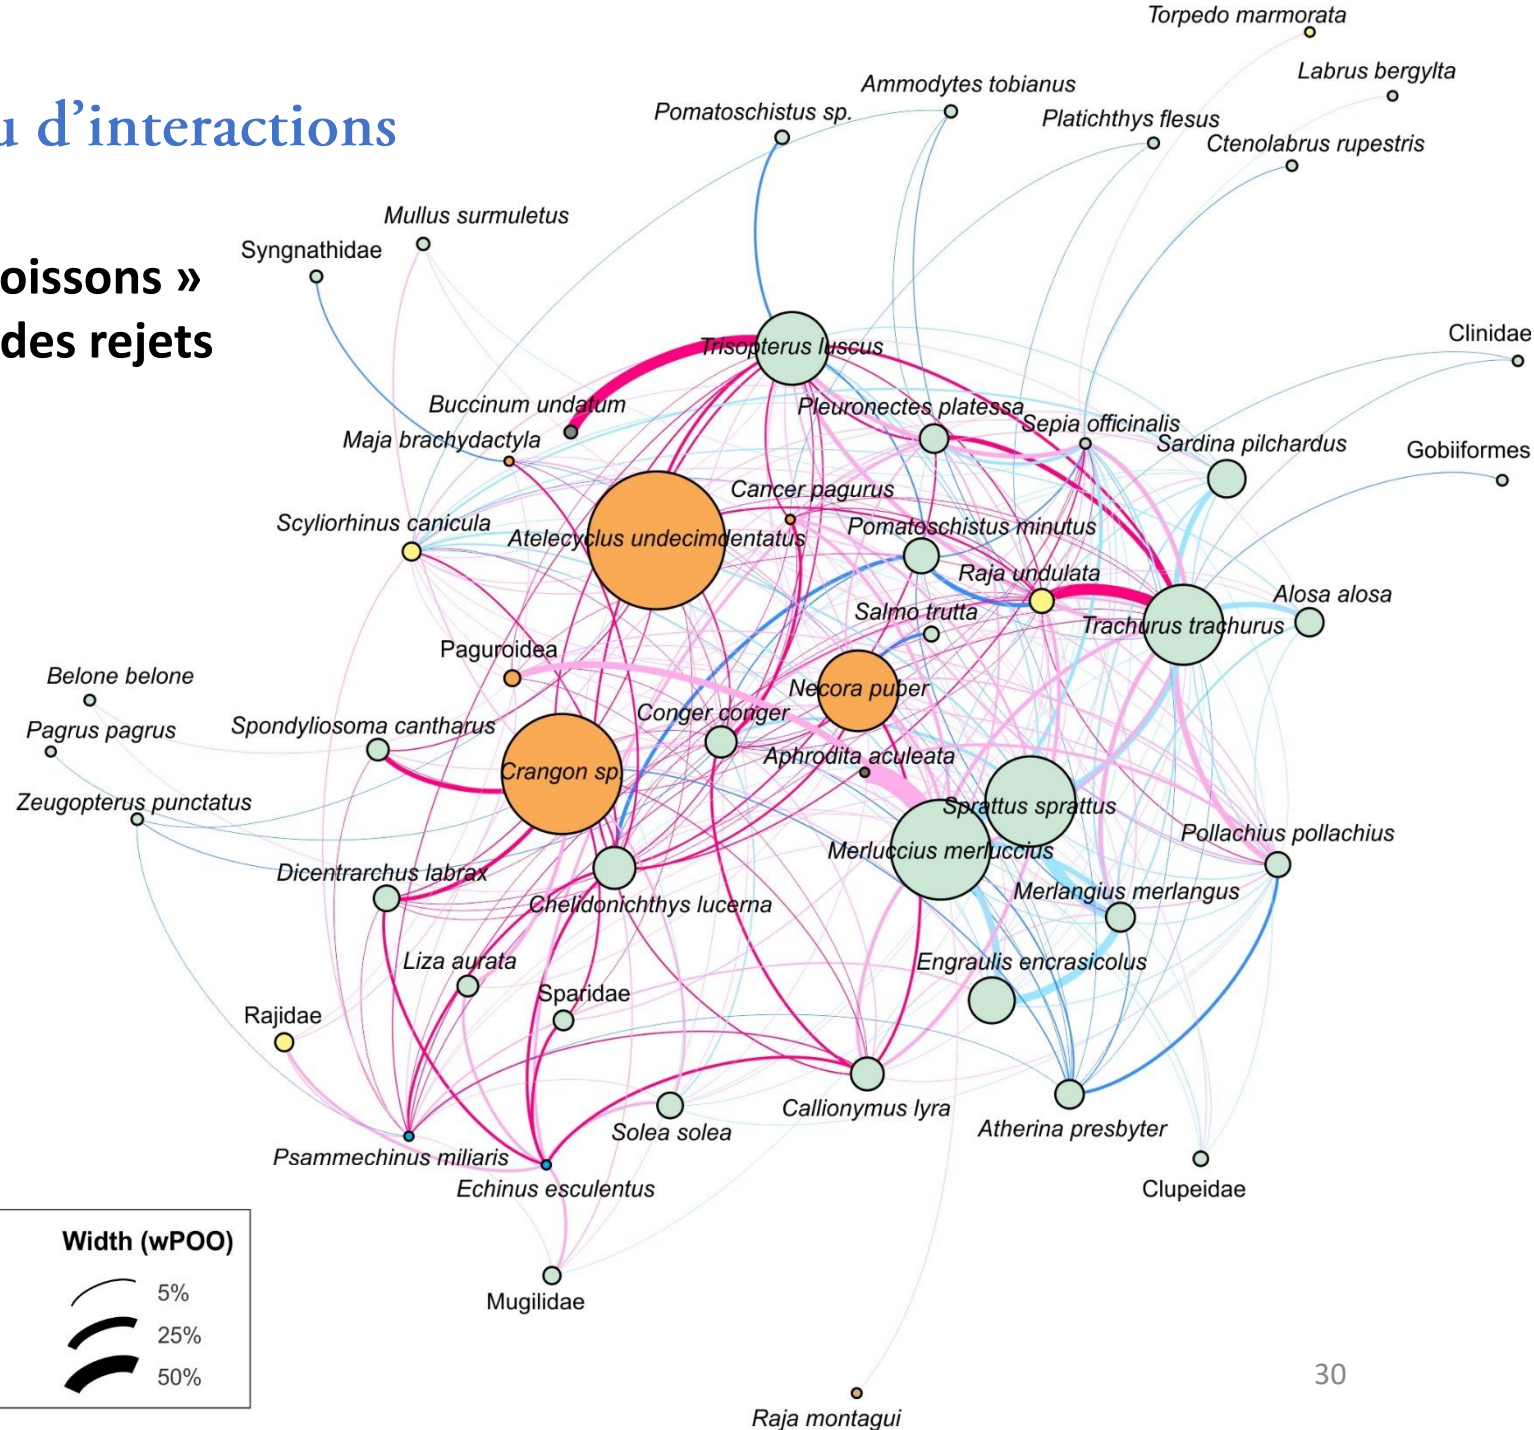 u d’interactions
oissons »
des rejets
Torpedo marmorata
Labrus bergylta
Ammodytes tobianus
Pomatoschistus sp.
Platichthys flesus
Ctenolabrus rupestris
Mullus surmuletus
Syngnathidae
Clinidae
Trisopterus luscus
Buccinum undatum
Pleuronectes platessa
Sepia officinalis
Maja brachydactyla
Sardina pilchardus
Gobiiformes
Cancer pagurus
Scyliorhinus canicula
Atelecyclus undecimdentatus
Pomatoschistus minutus
Raja undulata
Alosa alosa
Salmo trutta
Trachurus trachurus
Paguroidea
Belone belone
Necora puber
Pagrus pagrus
Spondyliosoma cantharus
Conger conger
Aphrodita aculeata
Crangon sp.
Zeugopterus punctatus
Sprattus sprattus
Pollachius pollachius
Merluccius merluccius
Dicentrarchus labrax
Merlangius merlangus
Chelidonichthys lucerna
Liza aurata
Engraulis encrasicolus
Sparidae
Rajidae
Callionymus lyra
Solea solea
Atherina presbyter
Psammechinus miliaris
Echinus esculentus
Clupeidae
Mugilidae
Width (wPOO)
5%
25%
50%
30
Raja montagui